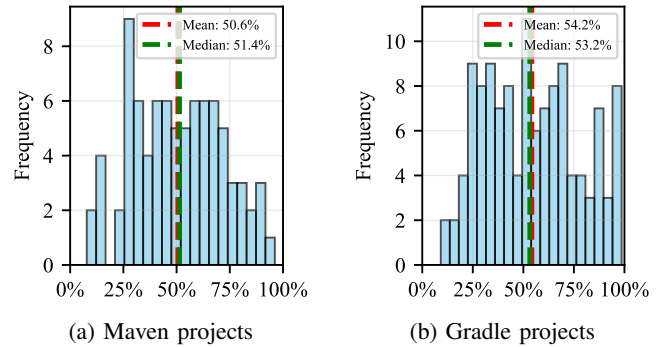 Mean: 50.6%
Median: 51.4%
8
6
4
2
0
Frequency
0%
25%
50%
75%
100%
(a) Maven projects
Mean: 54.2%
Median: 53.2%
10
8
6
4
2
0
Frequency
0%
25%
50%
75%
100%
(b) Gradle projects